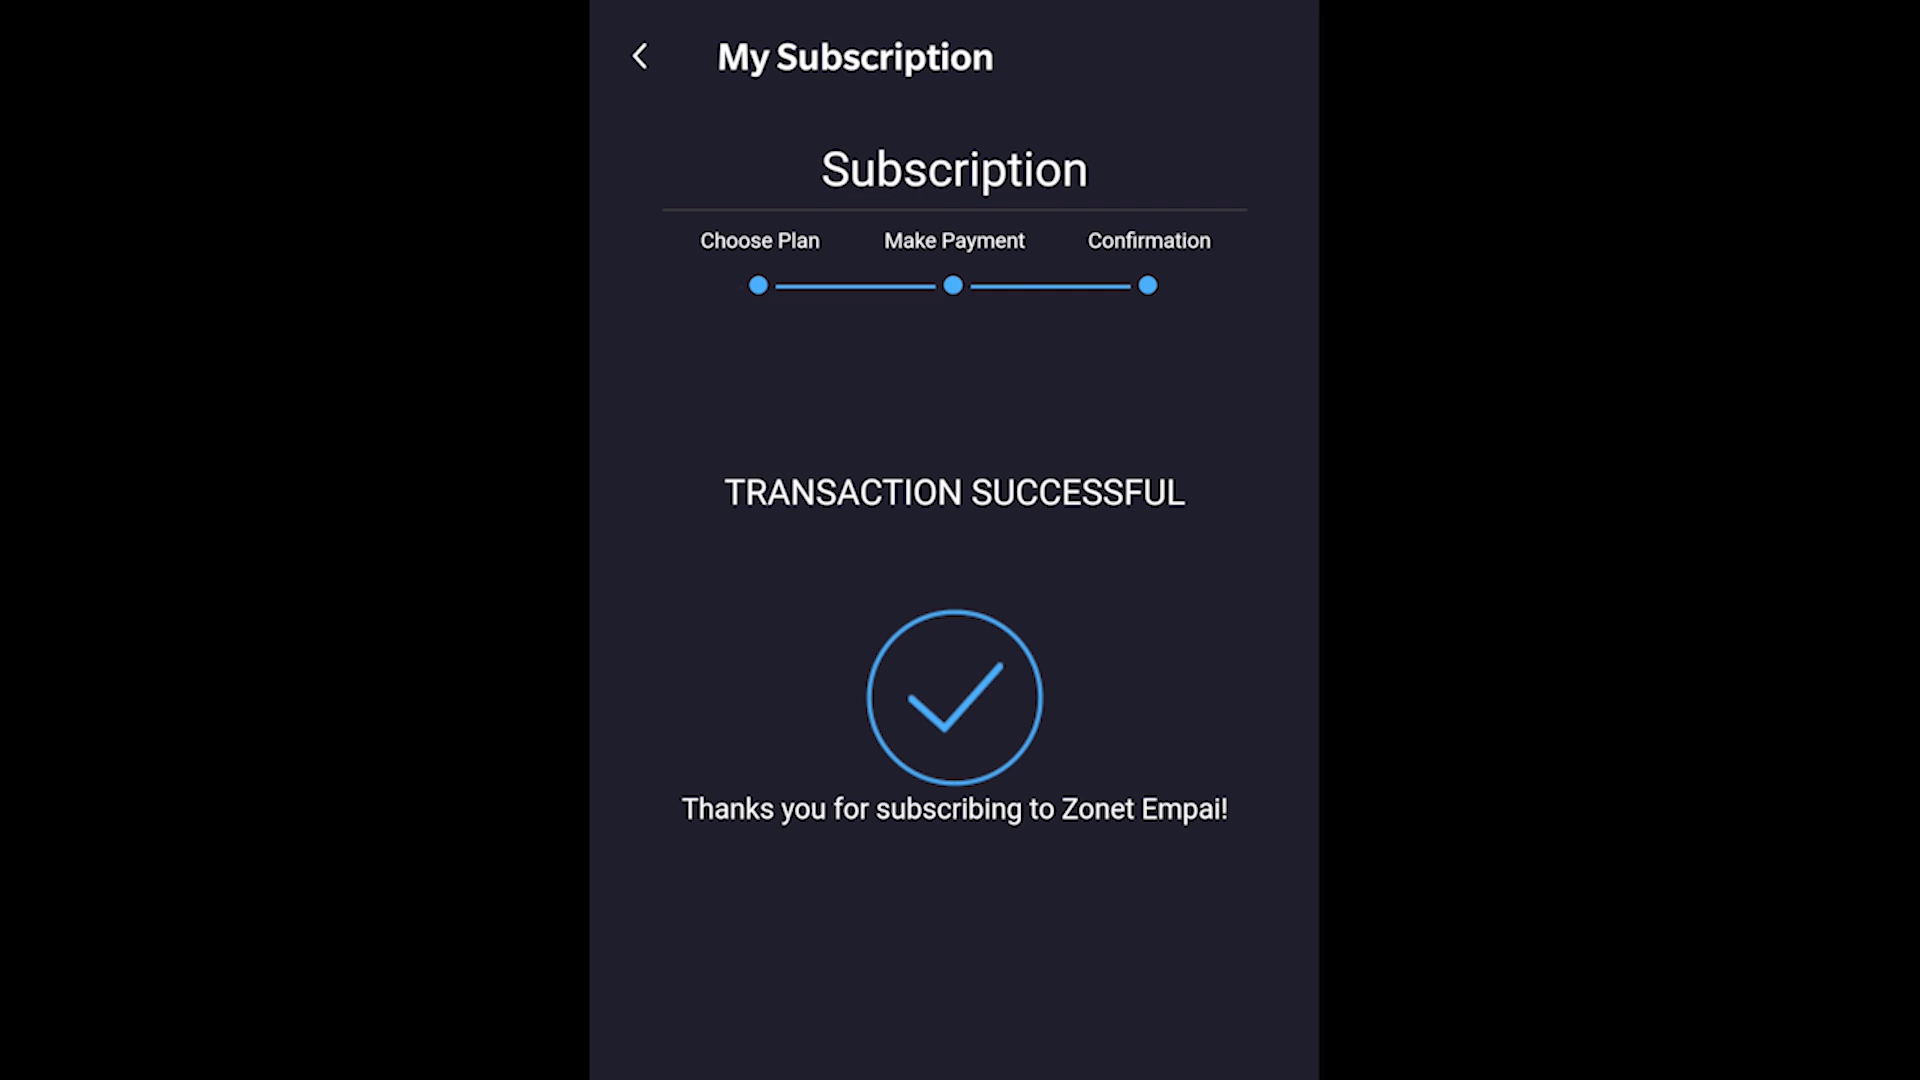 My Subscription
Subscription
Choose Plan Make Payment Confirmation
TRANSACTION SUCCESSFUL
Thanks you for subscribing to Zonet Empai!